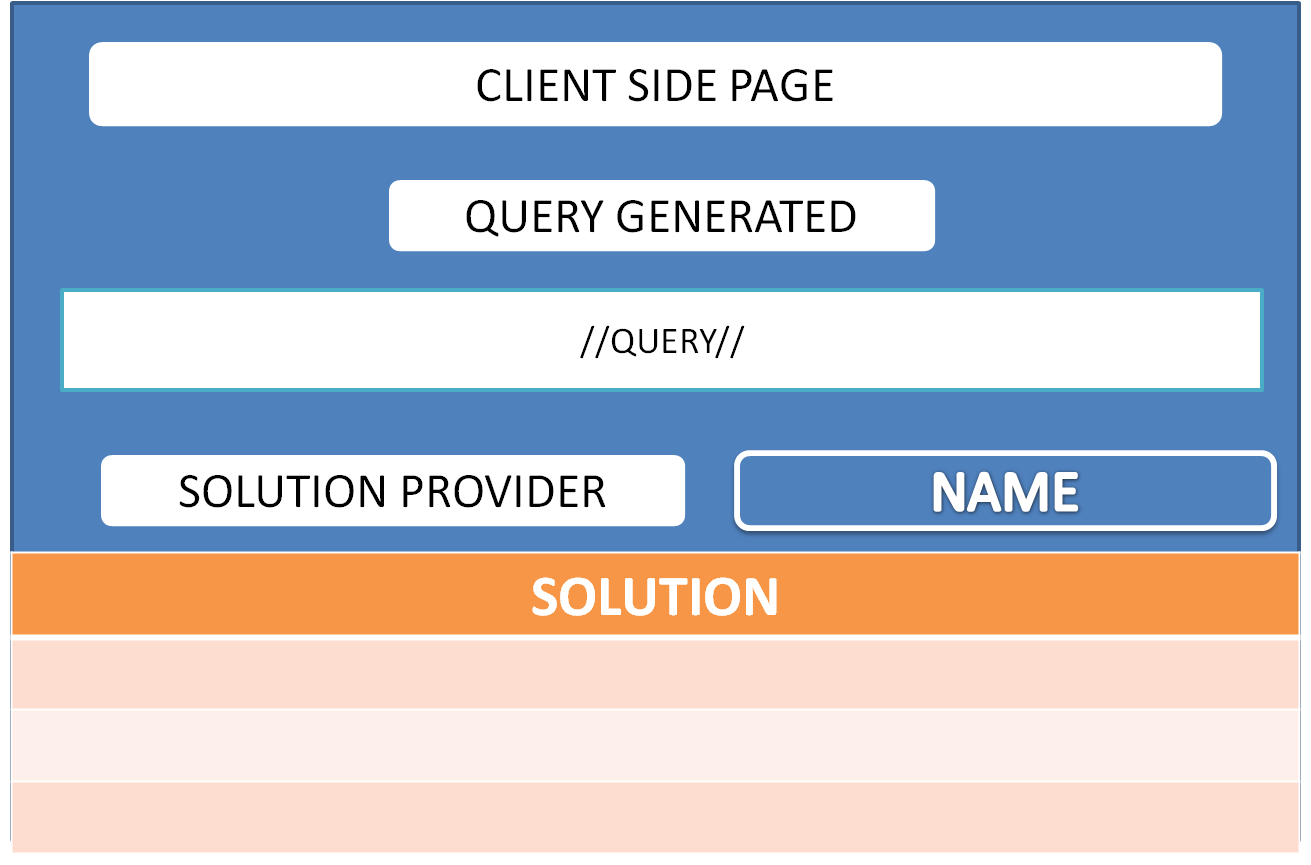 CLIENT SIDE PAGE
QUERY GENERATED
//QUERY//
SOLUTION PROVIDER
NAME
SOLUTION